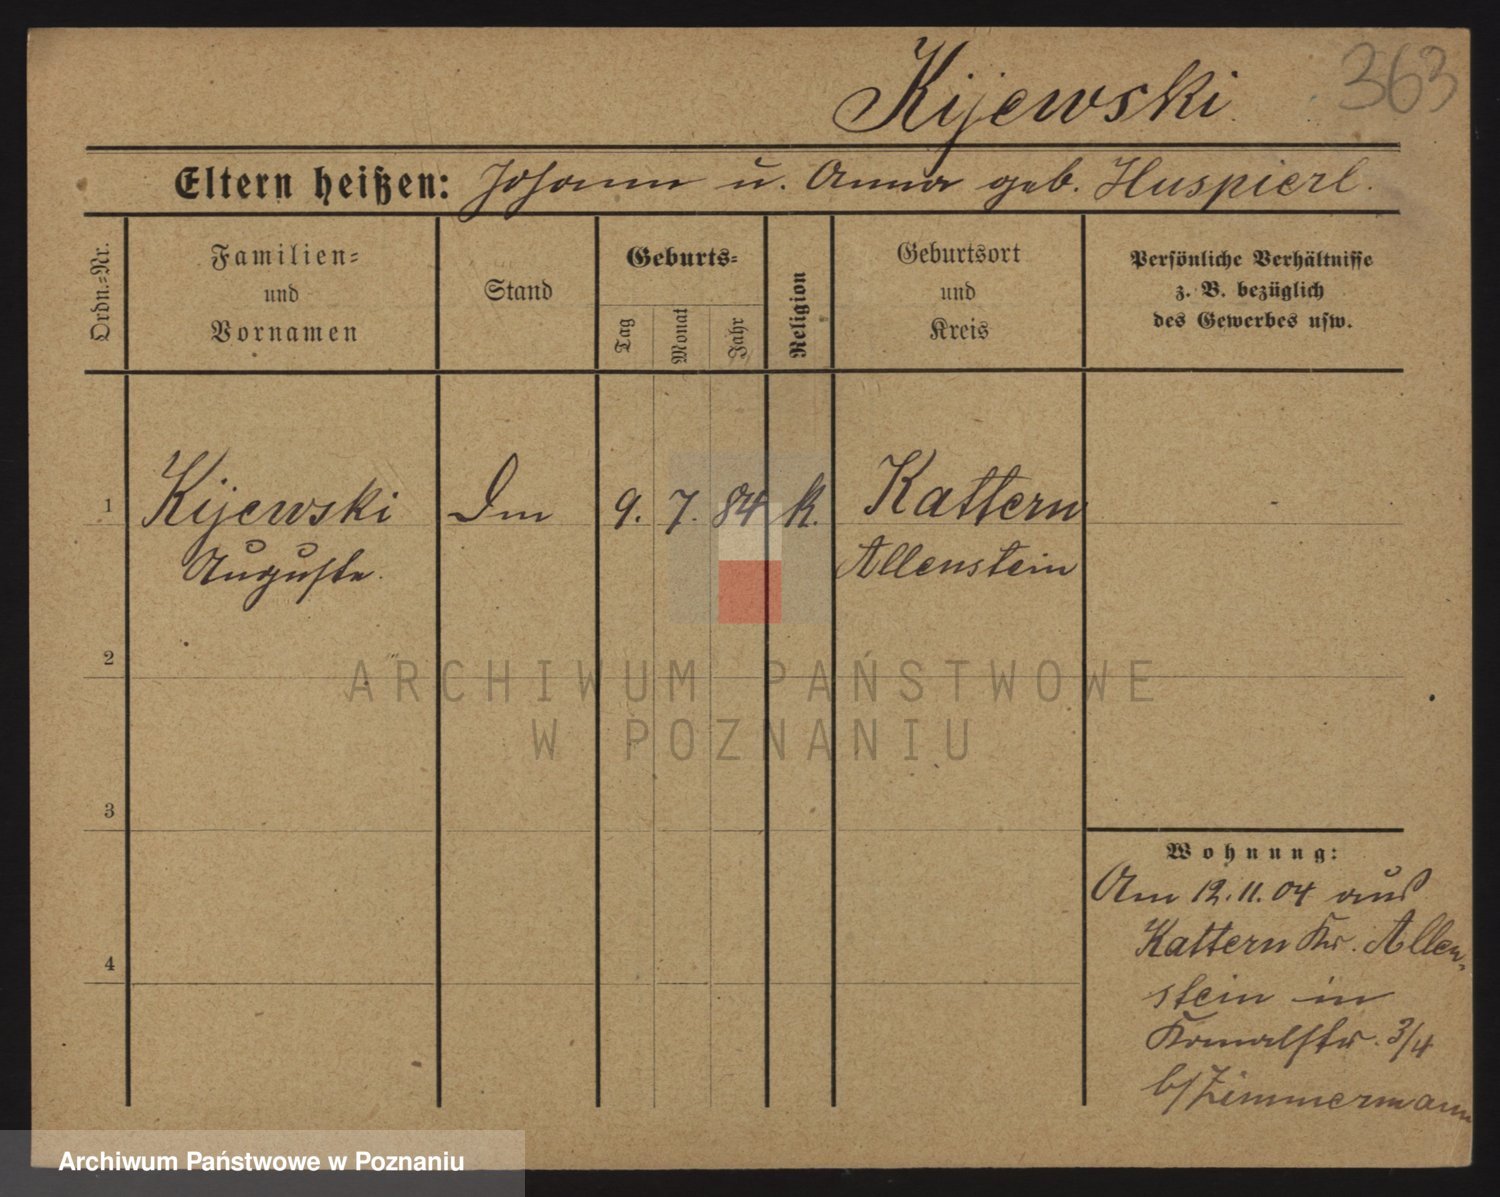 363
Kijewski
Eltern heißen: Johann u. Anna geb. Huspierl.
Ordn.-Nr.
Familien-
und
Vornamen
Stand
Geburts-
Tag
Monat
Jahr
Religion
Geburtsort
und
Kreis
Persönliche Verhältnisse
z. B. bezüglich
des Gewerbes usw.
1 Kijewski 9. 7. 84 k. Kattern
Auguste Allenstein
2
ARCHIWUM PAŃSTWOWE
W POZNANIU
3
Wohnung:
Am 12.11.04 aus
Kattern Kr. Allen-
4
stein in
3/4
b/Zimmermann
Archiwum Państwowe w Poznaniu